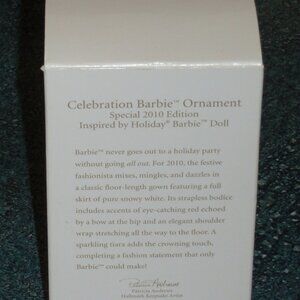 Celebration Barbie™ Ornament
Special 2010 Edition
Inspired by Holiday® Barbie™ Doll
Barbie™ never goes out to a holiday party
without going all out. For 2010, the festive
fashionista mixes, mingles, and dazzles in
a classic floor-length gown featuring a full
skirt of pure snowy white. Its strapless bodice
includes accents of eye-catching red echoed
by a bow at the hip and an elegant shoulder
wrap stretching all the way to the floor. A
sparkling tiara adds the crowning touch,
completing a fashion statement that only
Barbie™ could make!
Patricia Andrews
Patricia Andrews
Hallmark Keepsake Artist